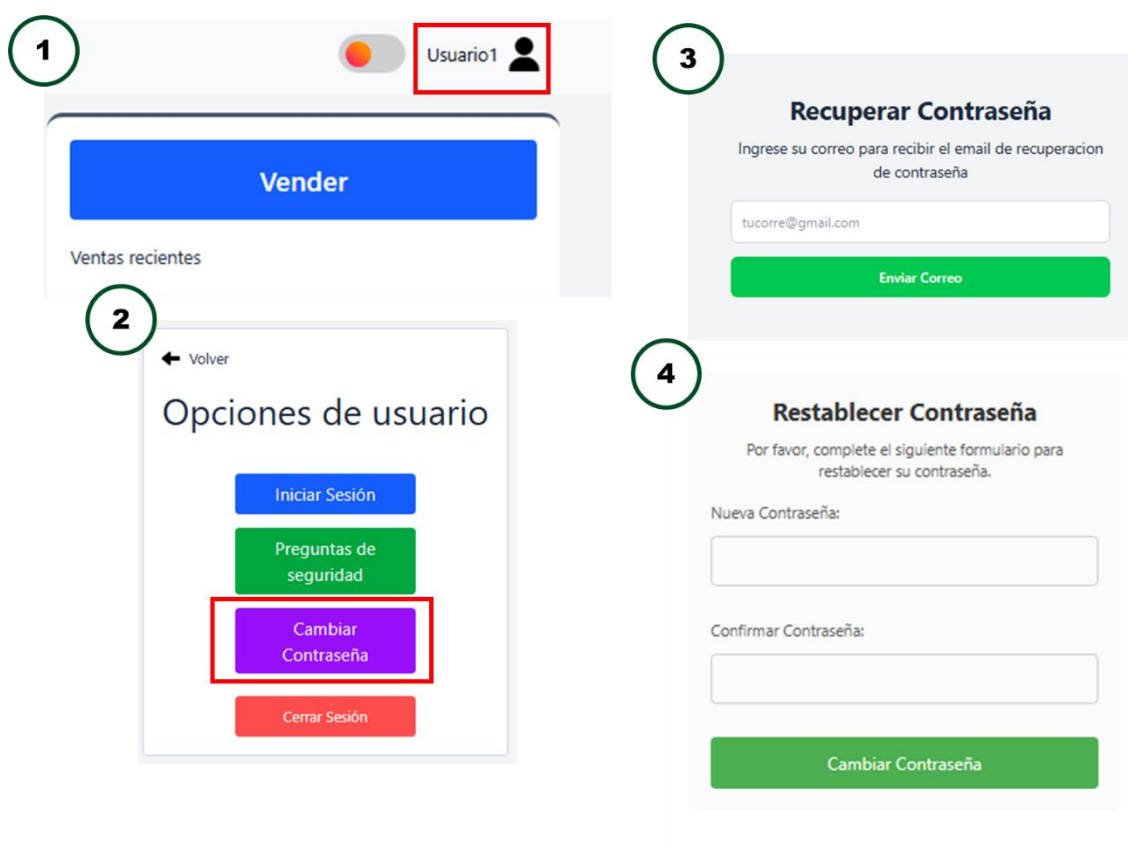 1
Usuario1
Vender
Ventas recientes
2
Volver
Opciones de usuario
Iniciar Sesión
Preguntas de
seguridad
Cambiar
Contraseña
Cerrar Sesión
3
Recuperar Contraseña
Ingrese su correo para recibir el email de recuperacion
de contraseña
tucorre@gmail.com
Enviar Correo
4
Restablecer Contraseña
Por favor, complete el siguiente formulario para
restablecer su contraseña.
Nueva Contraseña:
Confirmar Contraseña:
Cambiar Contraseña